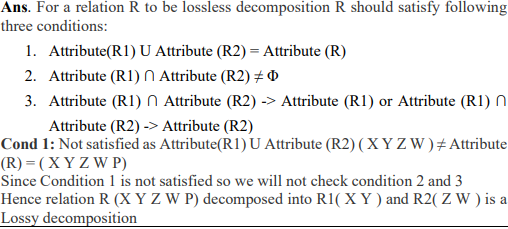 Ans. For a relation R to be lossless decomposition R should satisfy following
three conditions:
1. Attribute(R1) U Attribute (R2) = Attribute (R)
2. Attribute (R1) ∩ Attribute (R2) ≠ Φ
3. Attribute (R1) ∩ Attribute (R2) -> Attribute (R1) or Attribute (R1) ∩
Attribute (R2) -> Attribute (R2)
Cond 1: Not satisfied as Attribute(R1) U Attribute (R2) ( X Y Z W ) ≠ Attribute
(R) = ( X Y Z W P)
Since Condition 1 is not satisfied so we will not check condition 2 and 3
Hence relation R (X Y Z W P) decomposed into R1( X Y ) and R2( Z W ) is a
Lossy decomposition